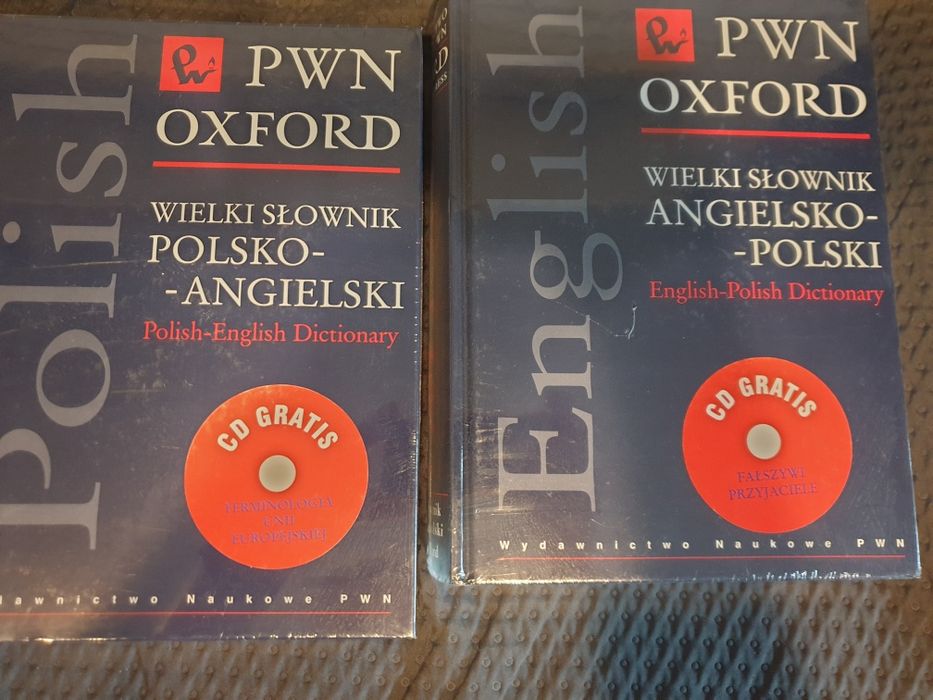 Polish
PWN
OXFORD
WIELKI SŁOWNIK
POLSKO-
-ANGIELSKI
Polish-English Dictionary
CD GRATIS
TERMINOLOGIA
UNII
EUROPEJSKIEJ
Naukowe PWN
English
PWN
OXFORD
WIELKI SŁOWNIK
ANGIELSKO-
-POLSKI
English-Polish Dictionary
CD GRATIS
FAŁSZYWI
PRZYJACIELE
Wydawnictwo Naukowe PWN